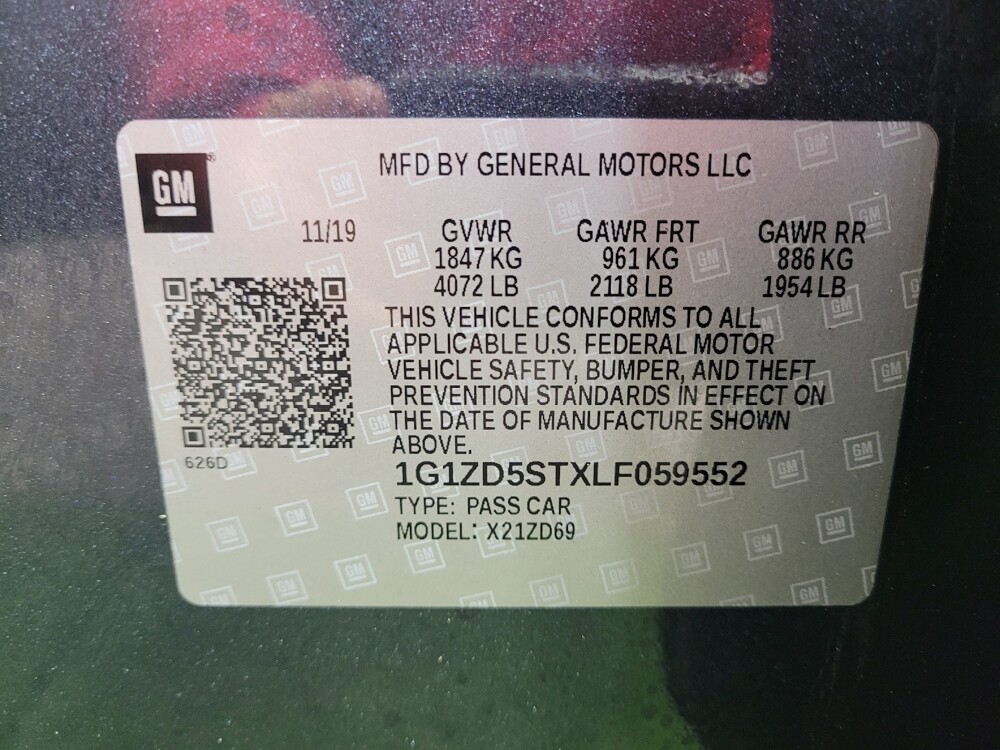 GM®
MFD BY GENERAL MOTORS LLC
11/19 GVWR GAWR FRT GAWR RR
1847 KG 961 KG 886 KG
4072 LB 2118 LB 1954 LB
THIS VEHICLE CONFORMS TO ALL
APPLICABLE U.S. FEDERAL MOTOR
VEHICLE SAFETY, BUMPER, AND THEFT
PREVENTION STANDARDS IN EFFECT ON
THE DATE OF MANUFACTURE SHOWN
ABOVE.
626D
1G1ZD5STXLF059552
TYPE: PASS CAR
MODEL: X21ZD69